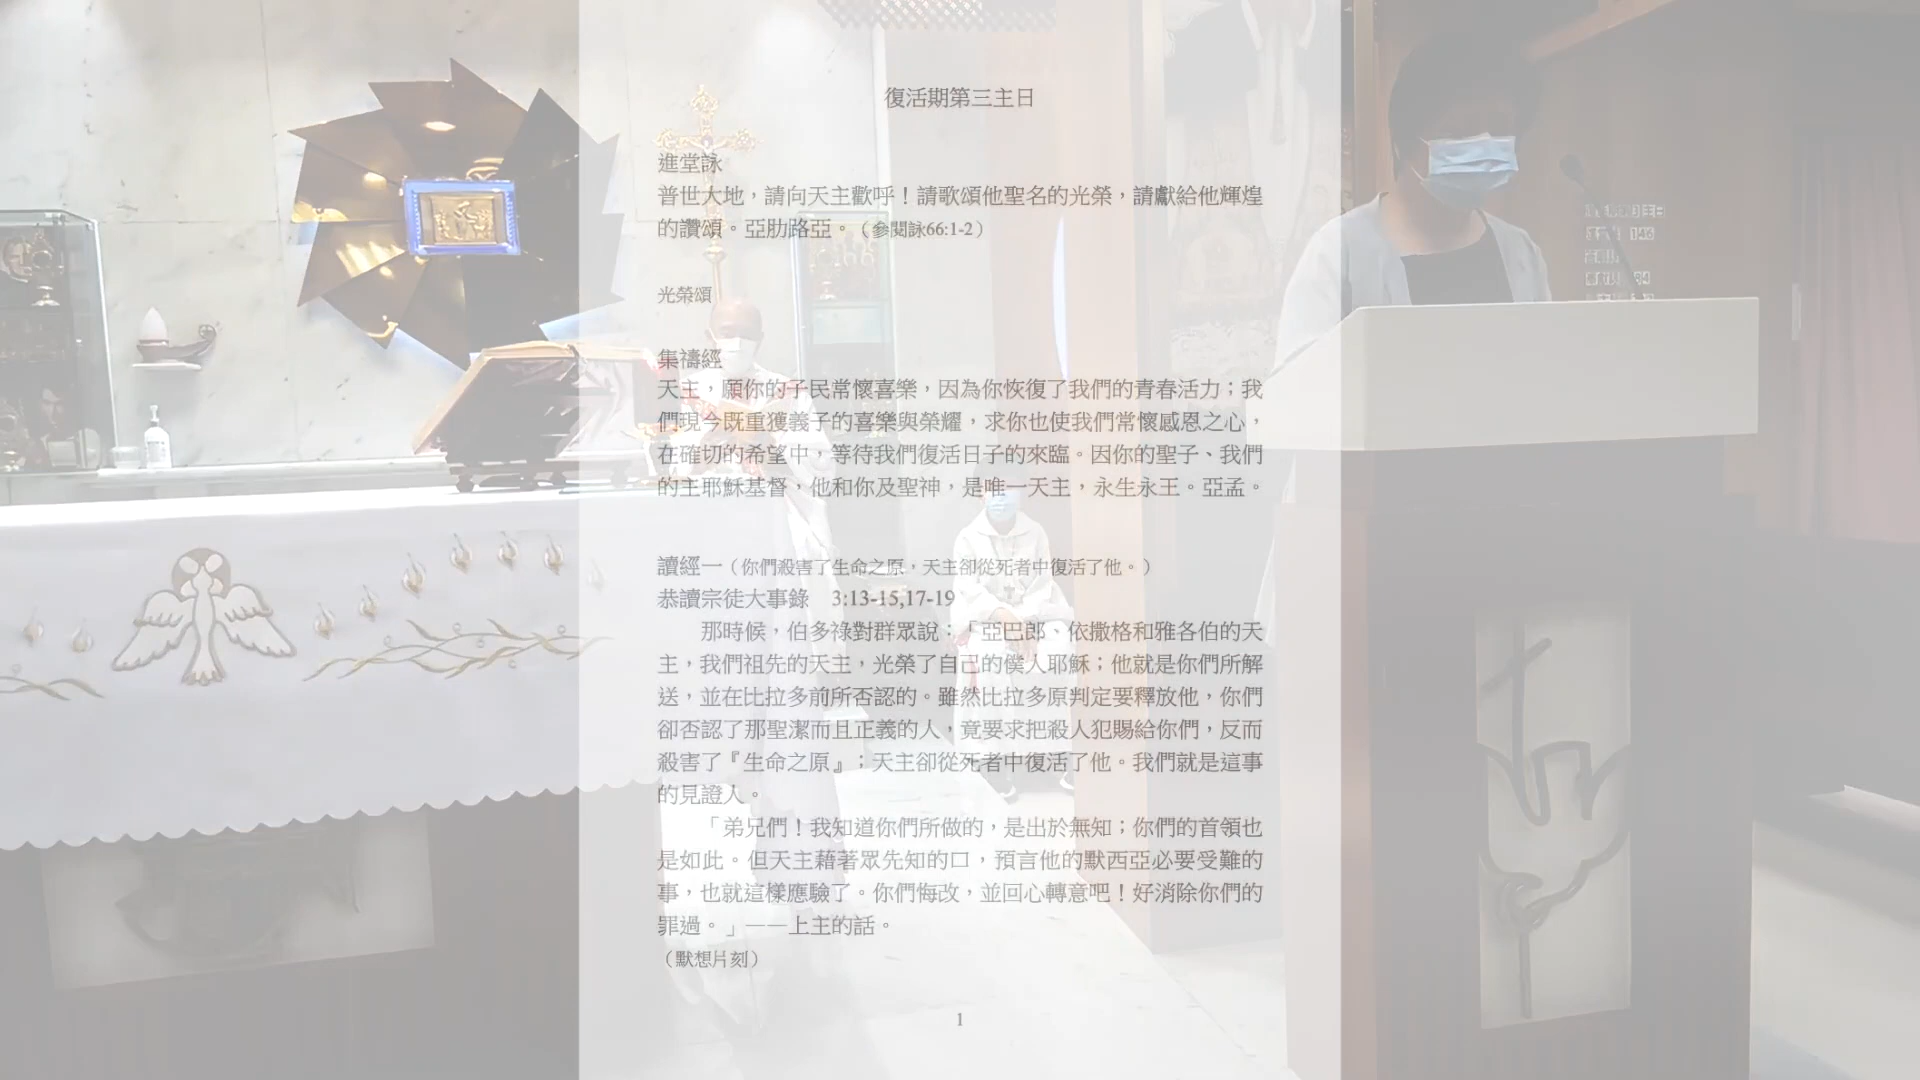 復活期第三主日
進堂詠
普世大地，請向天主歡呼！請歌頌他聖名的光榮，請獻給他輝煌
的讚頌。亞肋路亞。（參閱詠66:1-2）
光榮頌
集禱經
天主，願你的子民常懷喜樂，因為你恢復了我們的青春活力；我
們現今既重獲義子的喜樂與榮耀，求你也使我們常懷感恩之心，
在確切的希望中，等待我們復活日子的來臨。因你的聖子、我們
的主耶穌基督，他和你及聖神，是唯一天主，永生永王。亞孟。
讀經一（你們殺害了生命之原，天主卻從死者中復活了他。）
恭讀宗徒大事錄　3:13-15,17-19
那時候，伯多祿對群眾說：「亞巴郎、依撒格和雅各伯的天
主，我們祖先的天主，光榮了自己的僕人耶穌；他就是你們所解
送，並在比拉多前所否認的。雖然比拉多原判定要釋放他，你們
卻否認了那聖潔而且正義的人，竟要求把殺人犯賜給你們，反而
殺害了『生命之原』；天主卻從死者中復活了他。我們就是這事
的見證人。
「弟兄們！我知道你們所做的，是出於無知；你們的首領也
是如此。但天主藉著眾先知的口，預言他的默西亞必要受難的
事，也就這樣應驗了。你們悔改，並回心轉意吧！好消除你們的
罪過。」——上主的話。
（默想片刻）
1
146